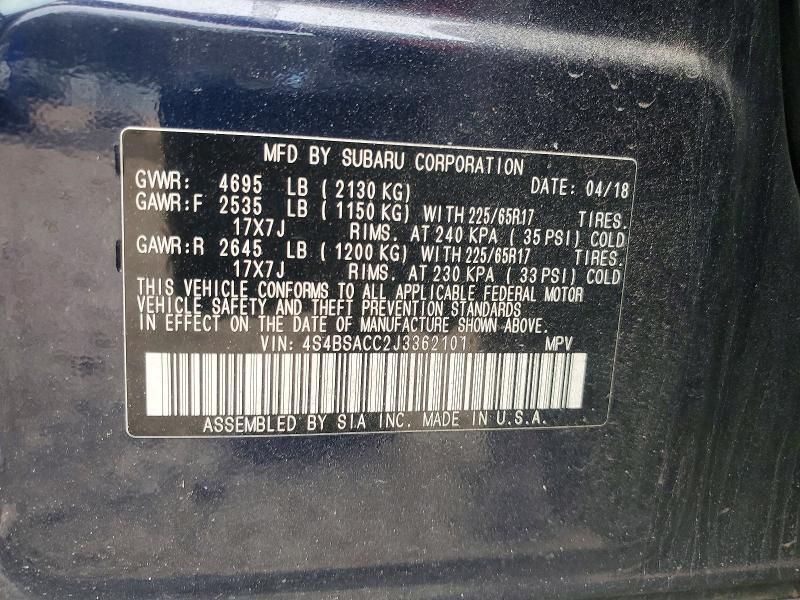 MFD BY SUBARU CORPORATION
GVWR: 4695 LB ( 2130 KG) DATE: 04/18
GAWR:F 2535 LB ( 1150 KG) WITH 225/65R17 TIRES.
17X7J RIMS. AT 240 KPA ( 35 PSI) COLD
GAWR:R 2645 LB ( 1200 KG) WITH 225/65R17 TIRES.
17X7J RIMS. AT 230 KPA ( 33 PSI) COLD
THIS VEHICLE CONFORMS TO ALL APPLICABLE FEDERAL MOTOR
VEHICLE SAFETY AND THEFT PREVENTION STANDARDS
IN EFFECT ON THE DATE OF MANUFACTURE SHOWN ABOVE.
VIN: 4S4BSACC2J3362101 MPV
ASSEMBLED BY SIA INC. MADE IN U.S.A.